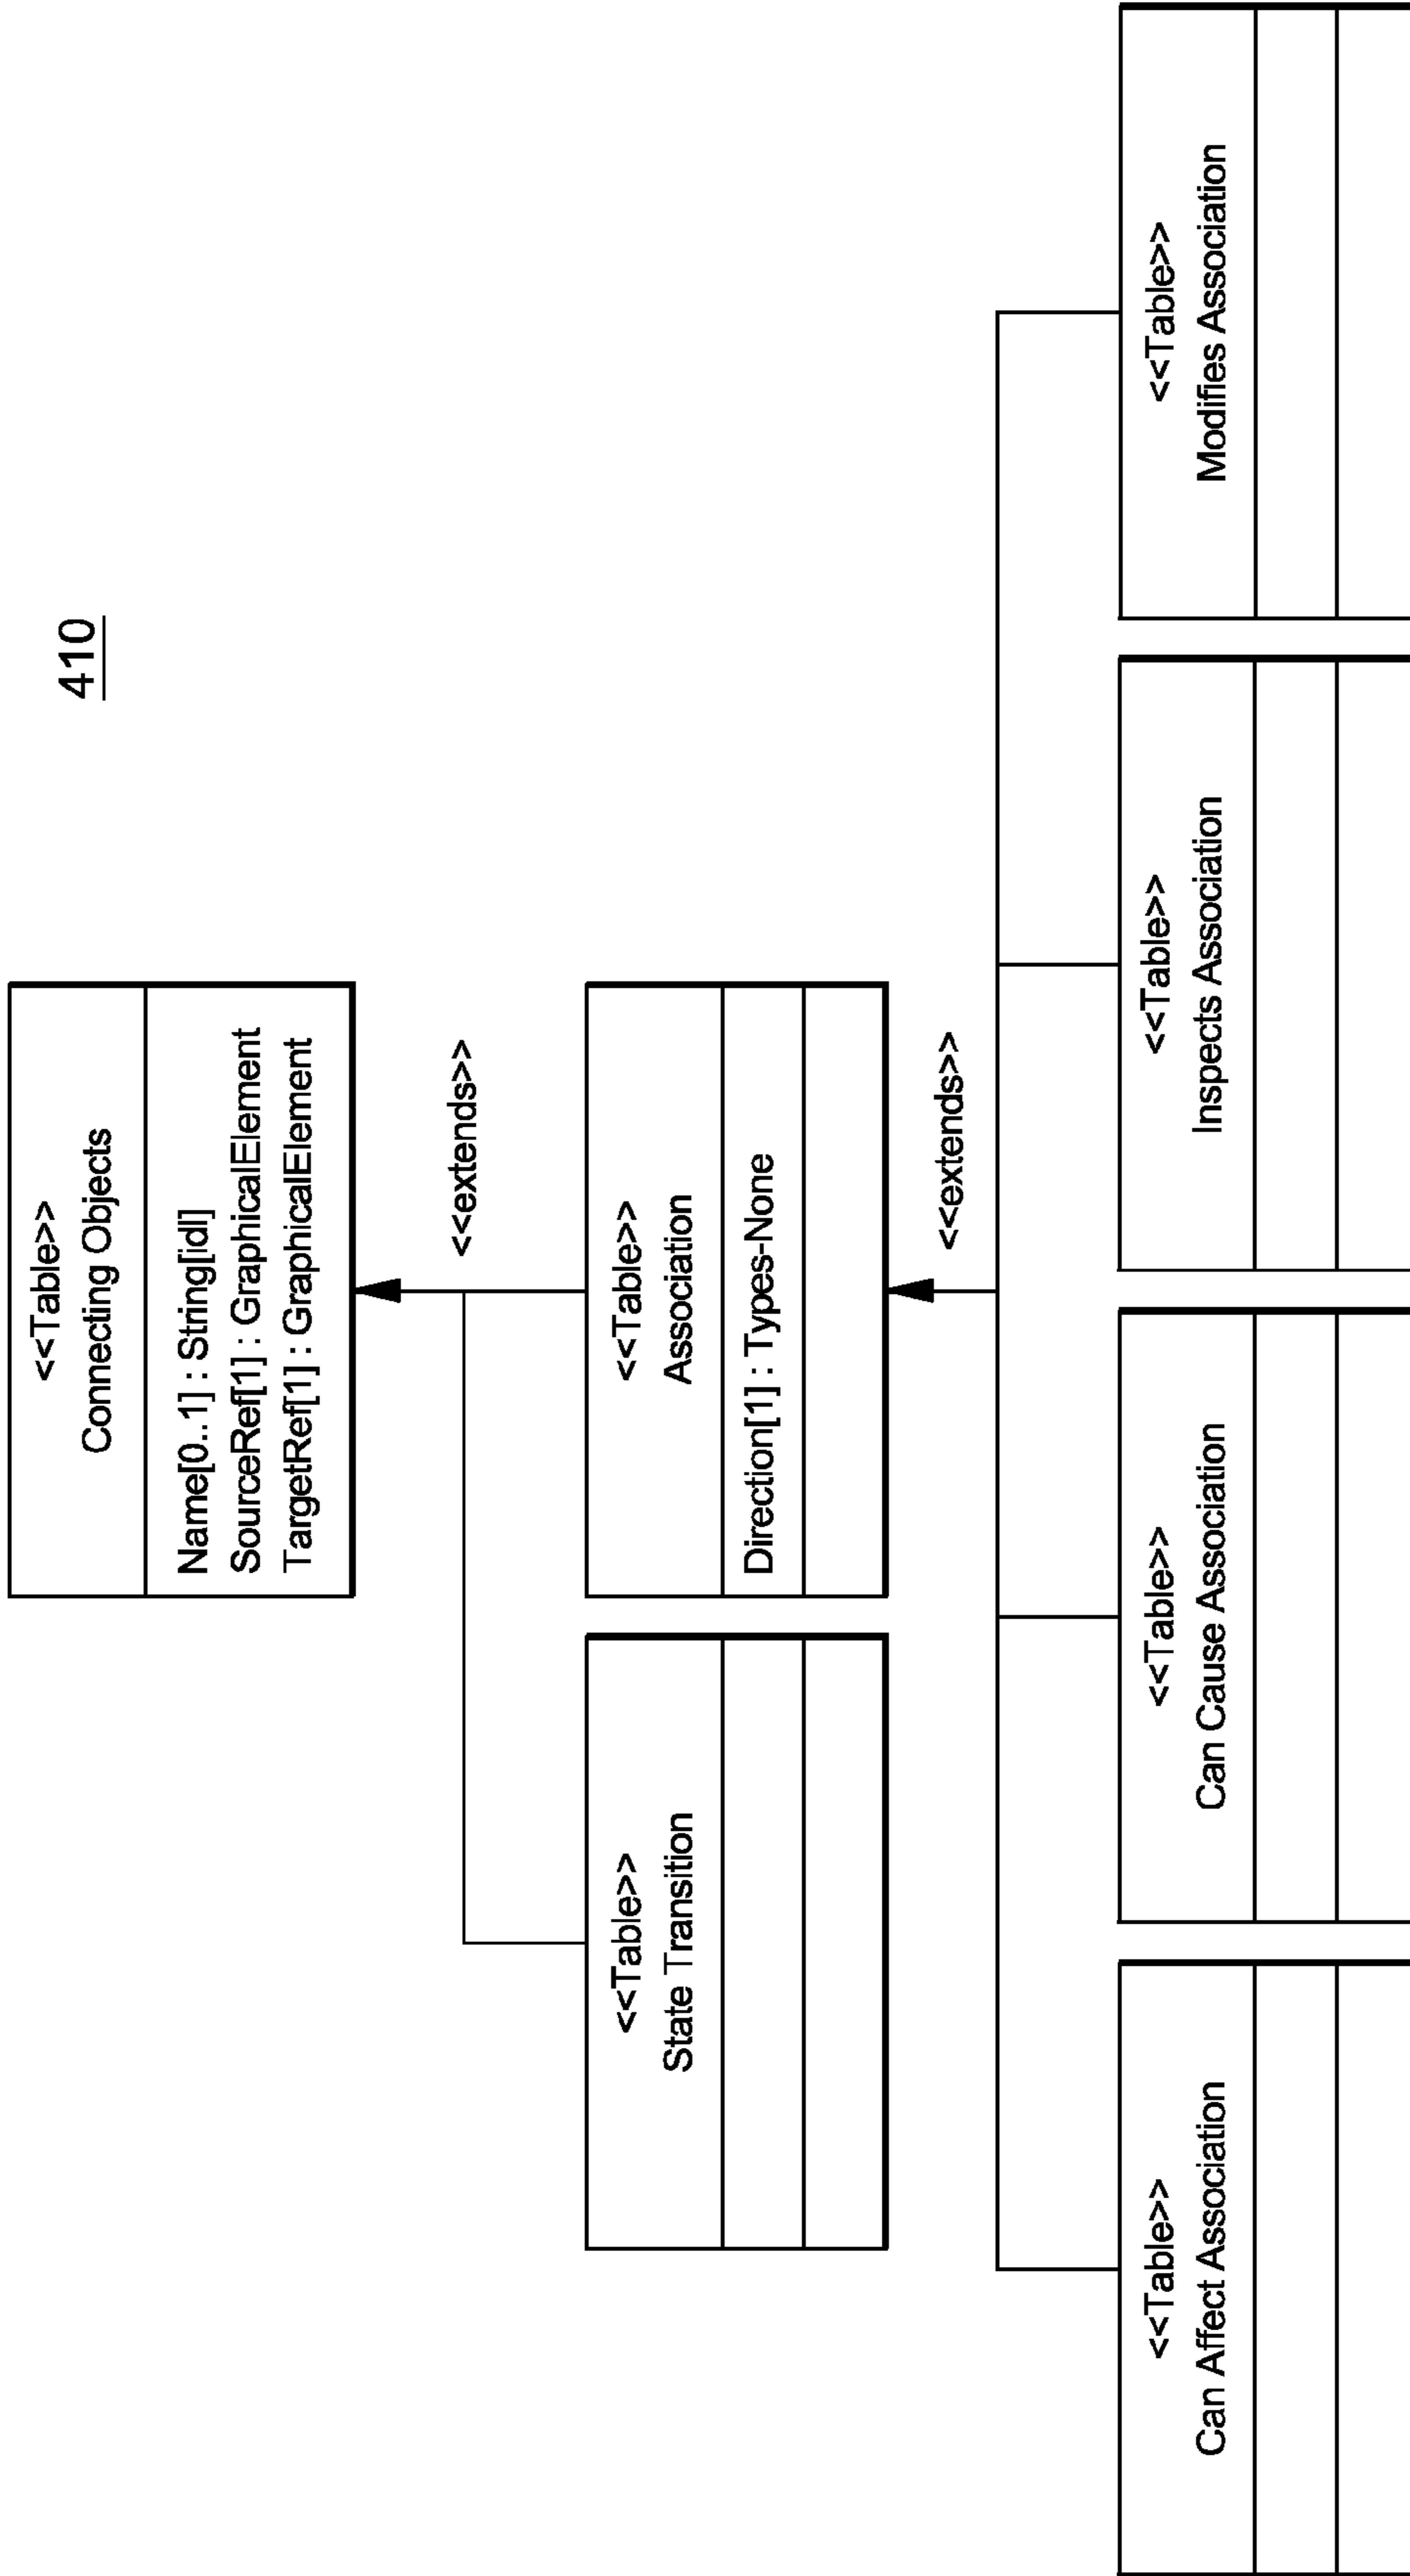 410
<<Table>>
Connecting Objects
Name[0..1] : String[idl]
SourceRef[1] : GraphicalElement
TargetRef[1] : GraphicalElement
<<extends>>
<<Table>>
State Transition
<<Table>>
Association
Direction[1] : Types-None
<<extends>>
<<Table>>
Can Affect Association
<<Table>>
Can Cause Association
<<Table>>
Inspects Association
<<Table>>
Modifies Association